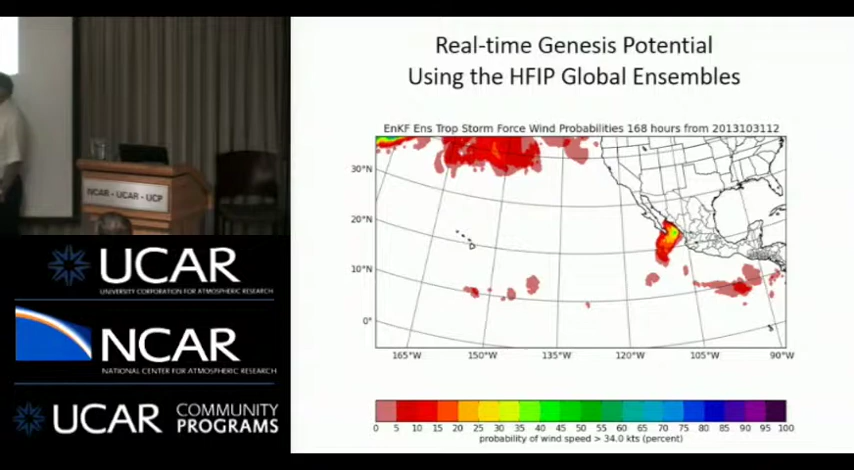 Real-time Genesis Potential
Using the HFIP Global Ensembles
EnKF Ens Trop Storm Force Wind Probabilities 168 hours from 2013103112
30°N
20°N
10°N
0°
165°W 150°W 135°W 120°W 105°W 90°W
0 5 10 15 20 25 30 35 40 45 50 55 60 65 70 75 80 85 90 95 100
probability of wind speed > 34.0 kts (percent)
NCAR - UCAR - UCP
UCAR
UNIVERSITY CORPORATION FOR ATMOSPHERIC RESEARCH
NCAR
NATIONAL CENTER FOR ATMOSPHERIC RESEARCH
UCAR COMMUNITY
PROGRAMS